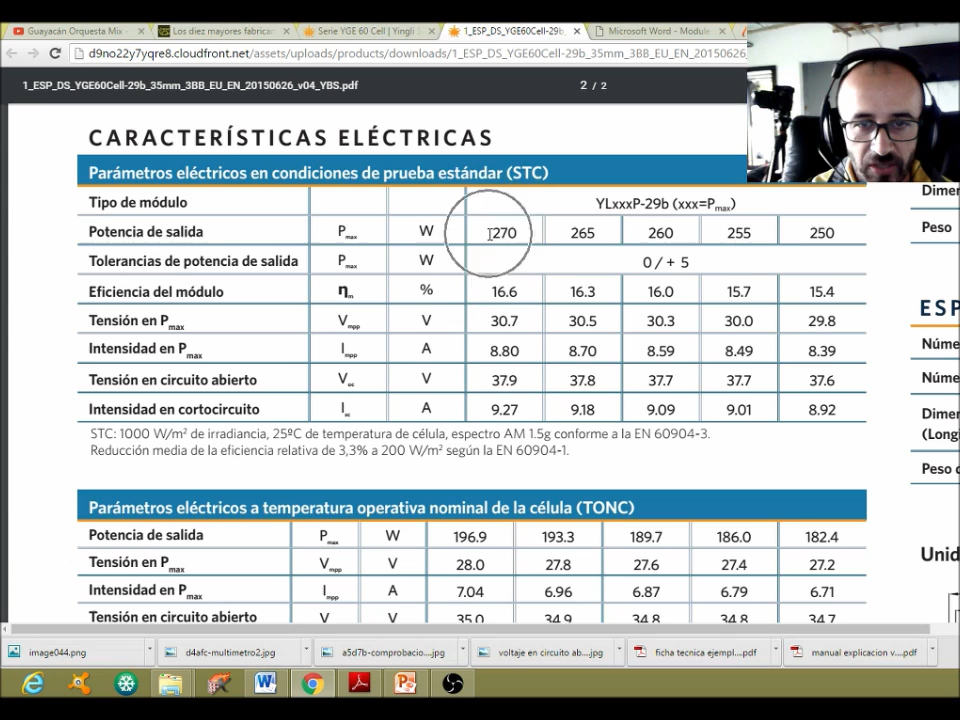 Guayacán Orquesta Mix -
Los diez mayores fabrican
Serie YGE 60 Cell | Yingli
1_ESP_DS_YGE60Cell-29b_
Microsoft Word - Module
d9no22y7yqre8.cloudfront.net/assets/uploads/products/downloads/1_ESP_DS_YGE60Cell-29b_35mm_3BB_EU_EN_20150626
1_ESP_DS_YGE60Cell-29b_35mm_3BB_EU_EN_20150626_v04_YBS.pdf 2 / 2
CARACTERÍSTICAS ELÉCTRICAS
Parámetros eléctricos en condiciones de prueba estándar (STC)
Tipo de módulo YLxxxP-29b (xxx=Pmax)
Potencia de salida Pmax W 270 265 260 255 250
Tolerancias de potencia de salida Pmax W 0 / + 5
Eficiencia del módulo ηm % 16.6 16.3 16.0 15.7 15.4
Tensión en Pmax Vmpp V 30.7 30.5 30.3 30.0 29.8
Intensidad en Pmax Impp A 8.80 8.70 8.59 8.49 8.39
Tensión en circuito abierto Voc V 37.9 37.8 37.7 37.7 37.6
Intensidad en cortocircuito Isc A 9.27 9.18 9.09 9.01 8.92
STC: 1000 W/m² de irradiancia, 25ºC de temperatura de célula, espectro AM 1.5g conforme a la EN 60904-3.
Reducción media de la eficiencia relativa de 3,3% a 200 W/m² según la EN 60904-1.
Parámetros eléctricos a temperatura operativa nominal de la célula (TONC)
Potencia de salida Pmax W 196.9 193.3 189.7 186.0 182.4
Tensión en Pmax Vmpp V 28.0 27.8 27.6 27.4 27.2
Intensidad en Pmax Impp A 7.04 6.96 6.87 6.79 6.71
Tensión en circuito abierto V V 35.0 34.9 34.8 34.8 34.7
Dimer
Peso
ESP
Núme
Núme
Dimer
(Long
Peso d
Unid
image044.png
d4afc-multimetro2.jpg
a5d7b-comprobacio....jpg
voltaje en circuito ab....jpg
ficha tecnica ejempl....pdf
manual explicacion v....pdf